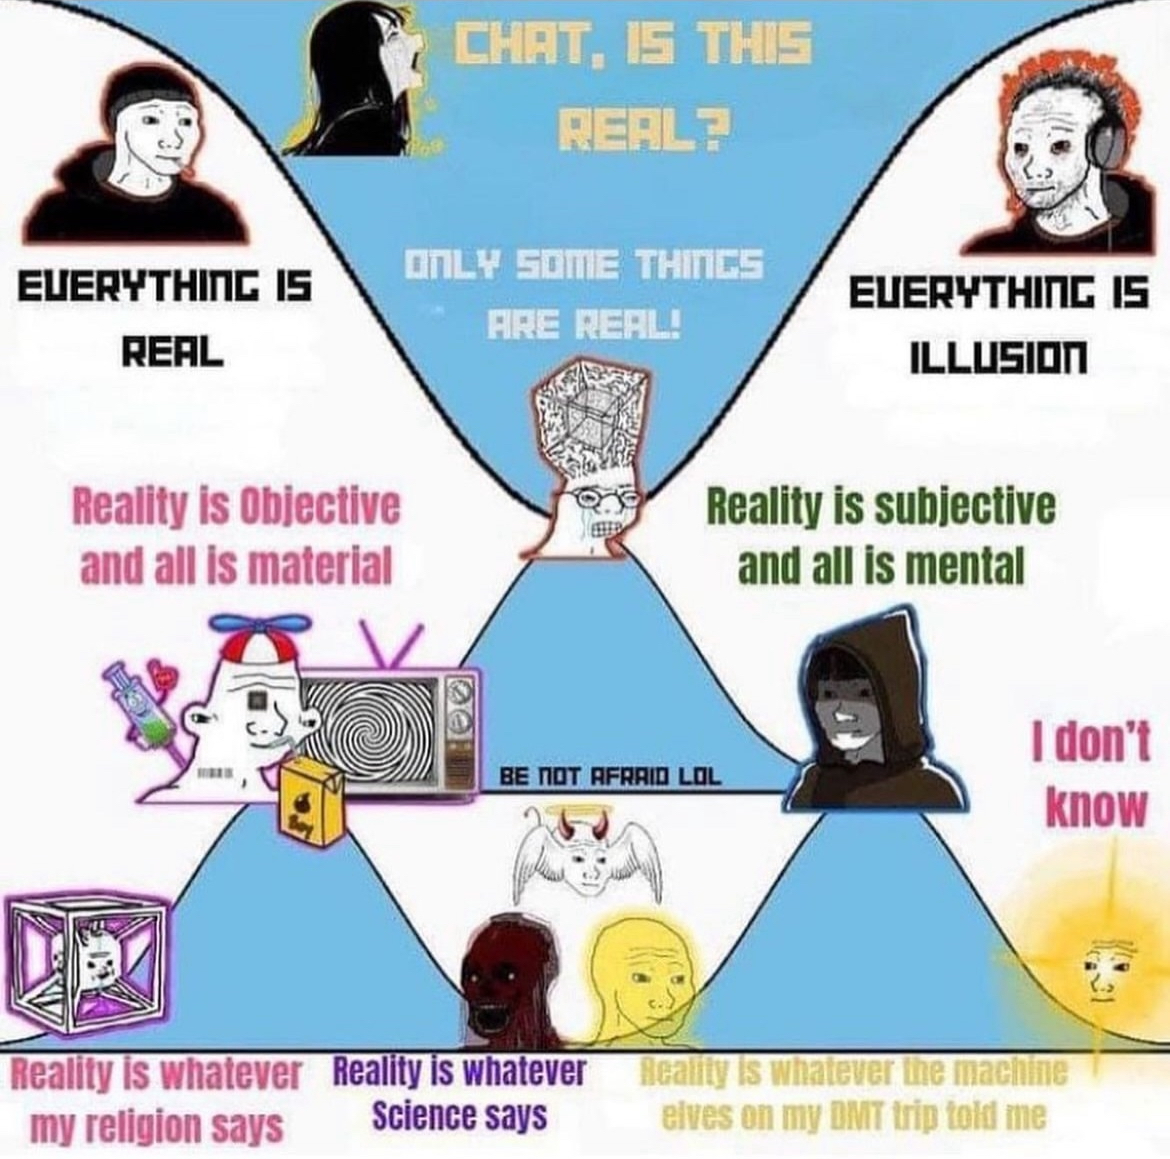 CHAT, IS THIS
REAL?
ONLY SOME THINGS
ARE REAL!
EVERYTHING IS
REAL
EVERYTHING IS
ILLUSION
Reality is Objective
and all is material
Reality is subjective
and all is mental
Soy
BE NOT AFRAID LOL
I don't
know
Reality is whatever
my religion says
Reality is whatever
Science says
Reality is whatever the machine
elves on my DMT trip told me